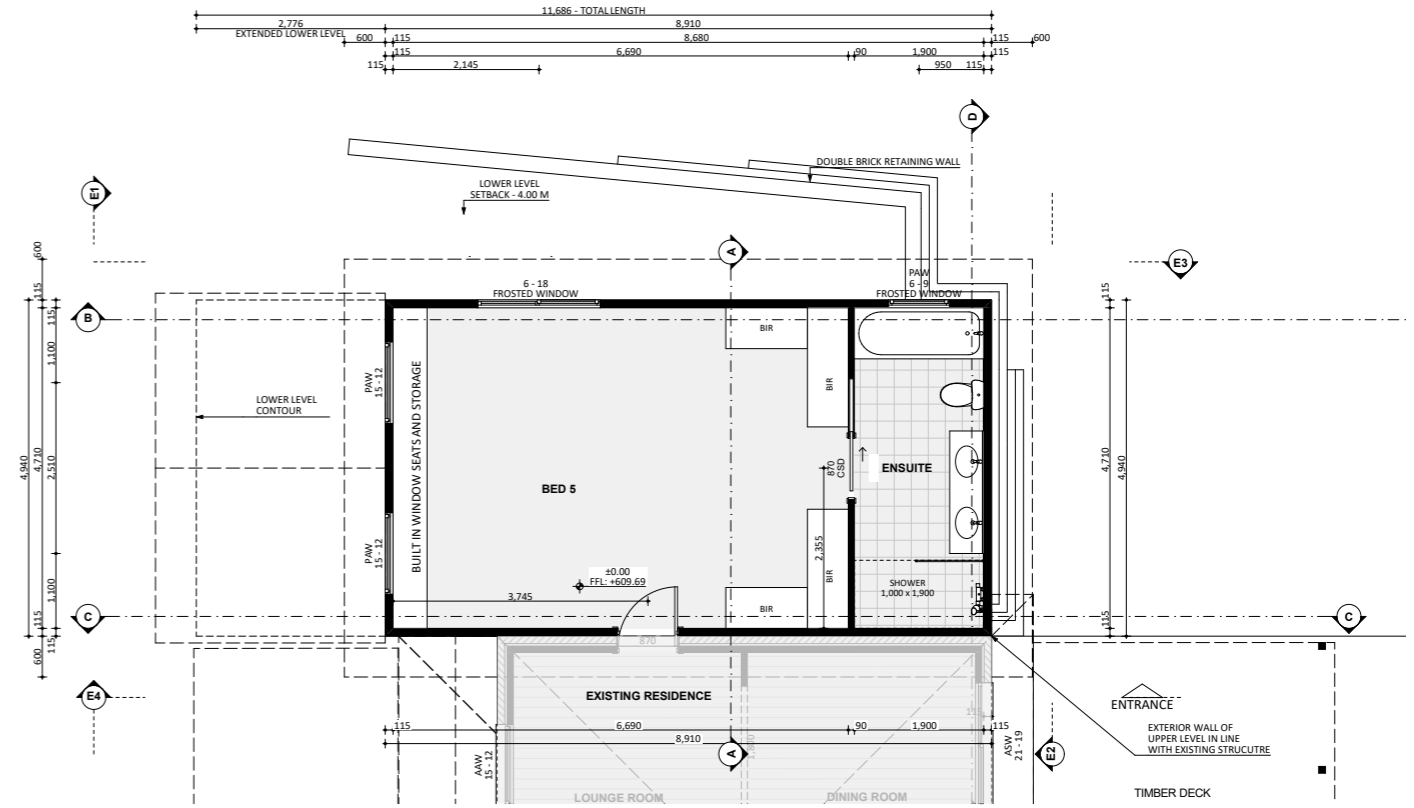 11,686 - TOTAL LENGTH
2,776
8,910
EXTENDED LOWER LEVEL
600
115
8,680
115
600
115
6,690
90
1,900
115
115
2,145
950
115
D
DOUBLE BRICK RETAINING WALL
LOWER LEVEL
SETBACK - 4.00 M
E1
A
E3
600
115
115
B
6 - 18
FROSTED WINDOW
PAW
6 - 9
FROSTED WINDOW
115
BIR
BIR
1,100
PAW
15 - 12
BUILT IN WINDOW SEATS AND STORAGE
LOWER LEVEL
CONTOUR
4,940
4,710
2,510
BED 5
870
CSD
ENSUITE
4,710
4,940
2,355
PAW
15 - 12
±0.00
FFL: +609.69
3,745
BIR
BIR
SHOWER
1,000 x 1,900
1,100
115
115
600
C
115
C
870
E4
EXISTING RESIDENCE
ENTRANCE
115
115
6,690
90
1,900
115
8,910
EXTERIOR WALL OF
UPPER LEVEL IN LINE
WITH EXISTING STRUCUTRE
AAW
15 - 12
A
ASW
21 - 19
E2
LOUNGE ROOM
DINING ROOM
TIMBER DECK